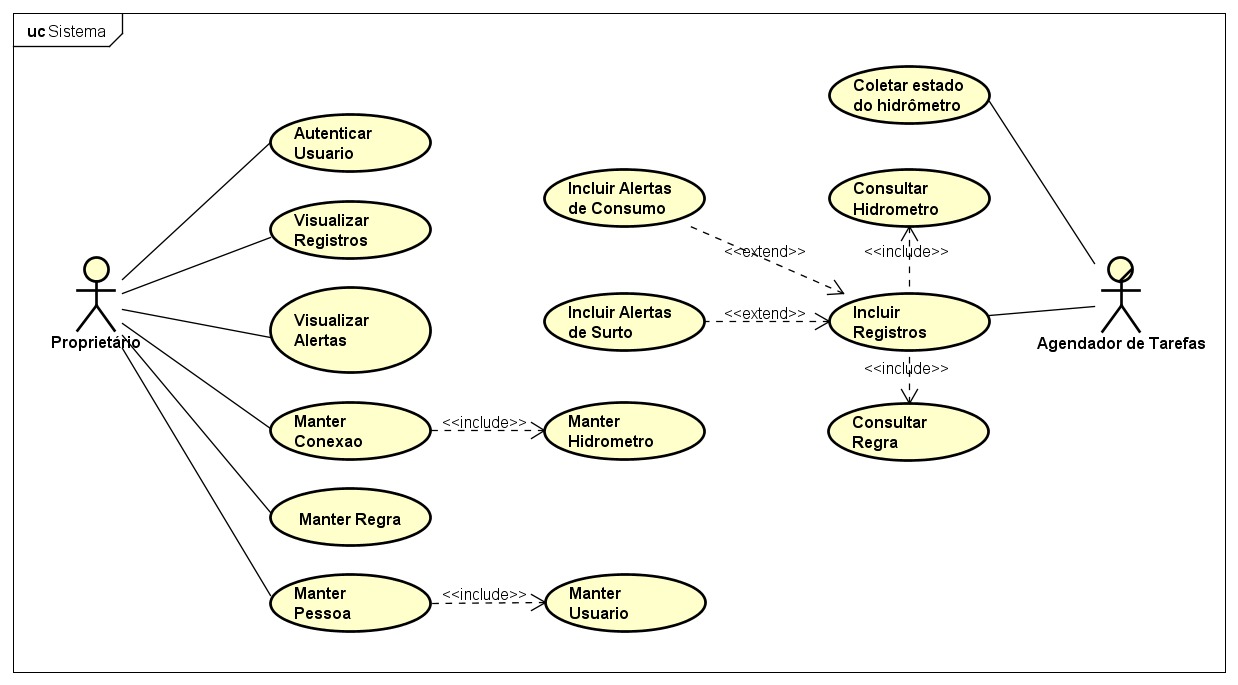 uc Sistema
Coletar estado
do hidrômetro
Autenticar
Usuario
Incluir Alertas
de Consumo
Consultar
Hidrometro
Visualizar
Registros
<<extend>>
<<include>>
Incluir Alertas
de Surto
<<extend>>
Incluir
Registros
Visualizar
Alertas
Proprietário
Agendador de Tarefas
<<include>>
Manter
Conexao
<<include>>
Manter
Hidrometro
Consultar
Regra
Manter Regra
Manter
Pessoa
<<include>>
Manter
Usuario